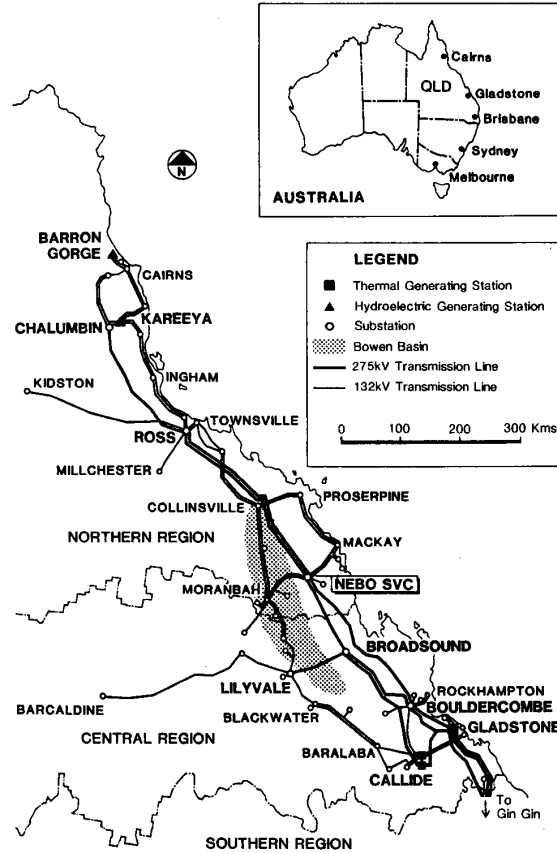 Cairns
QLD
Gladstone
Brisbane
Sydney
Melbourne
AUSTRALIA
N
BARRON
GORGE
CAIRNS
KAREEYA
CHALUMBIN
KIDSTON
INGHAM
TOWNSVILLE
ROSS
MILLCHESTER
COLLINSVILLE
PROSERPINE
NORTHERN REGION
MACKAY
MORANBAH
NEBO SVC
BROADSOUND
LILYVALE
ROCKHAMPTON
BARCALDINE
BOULDERCOMBE
BLACKWATER
GLADSTONE
CENTRAL REGION
BARALABA
CALLIDE
To
Gin Gin
SOUTHERN REGION
LEGEND
Thermal Generating Station
Hydroelectric Generating Station
Substation
Bowen Basin
275kV Transmission Line
132kV Transmission Line
0 100 200 300 Kms